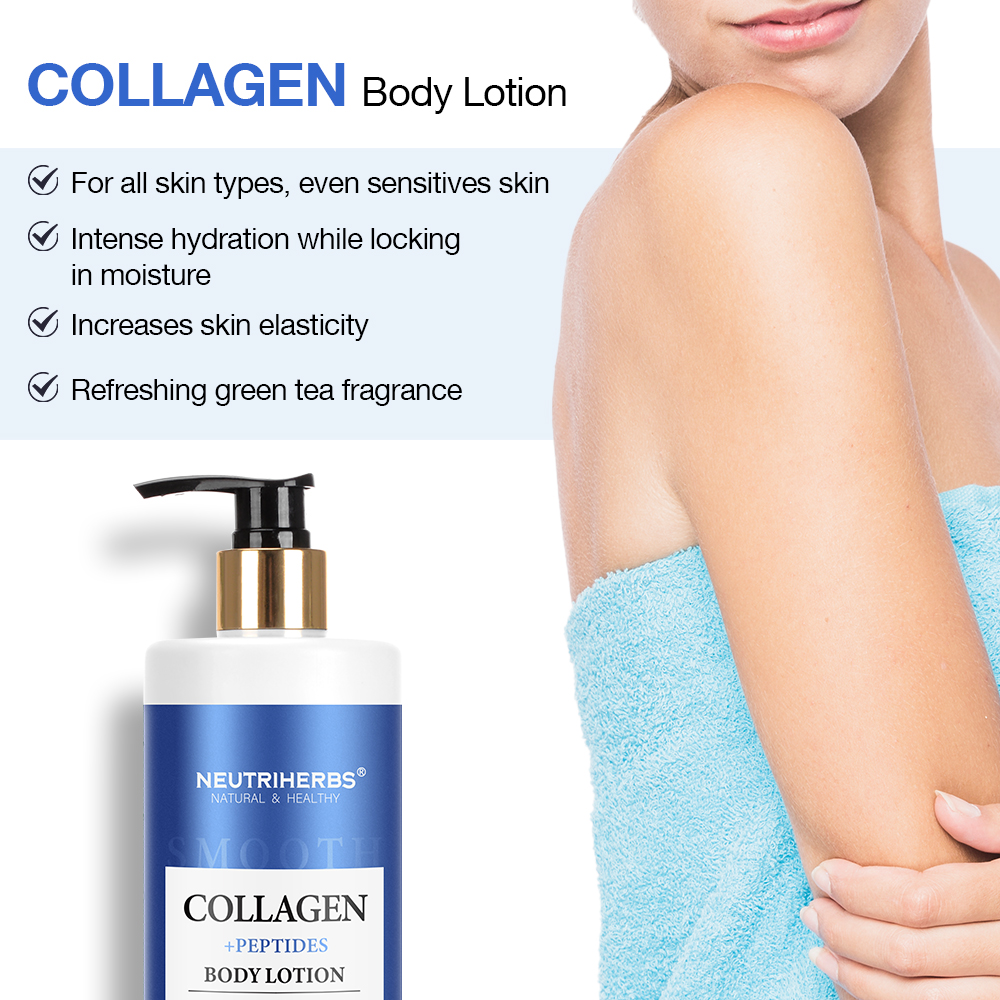 COLLAGEN Body Lotion
For all skin types, even sensitives skin
Intense hydration while locking
in moisture
Increases skin elasticity
Refreshing green tea fragrance
NEUTRIHERBS®
NATURAL & HEALTHY
SMOOTH
COLLAGEN
+PEPTIDES
BODY LOTION